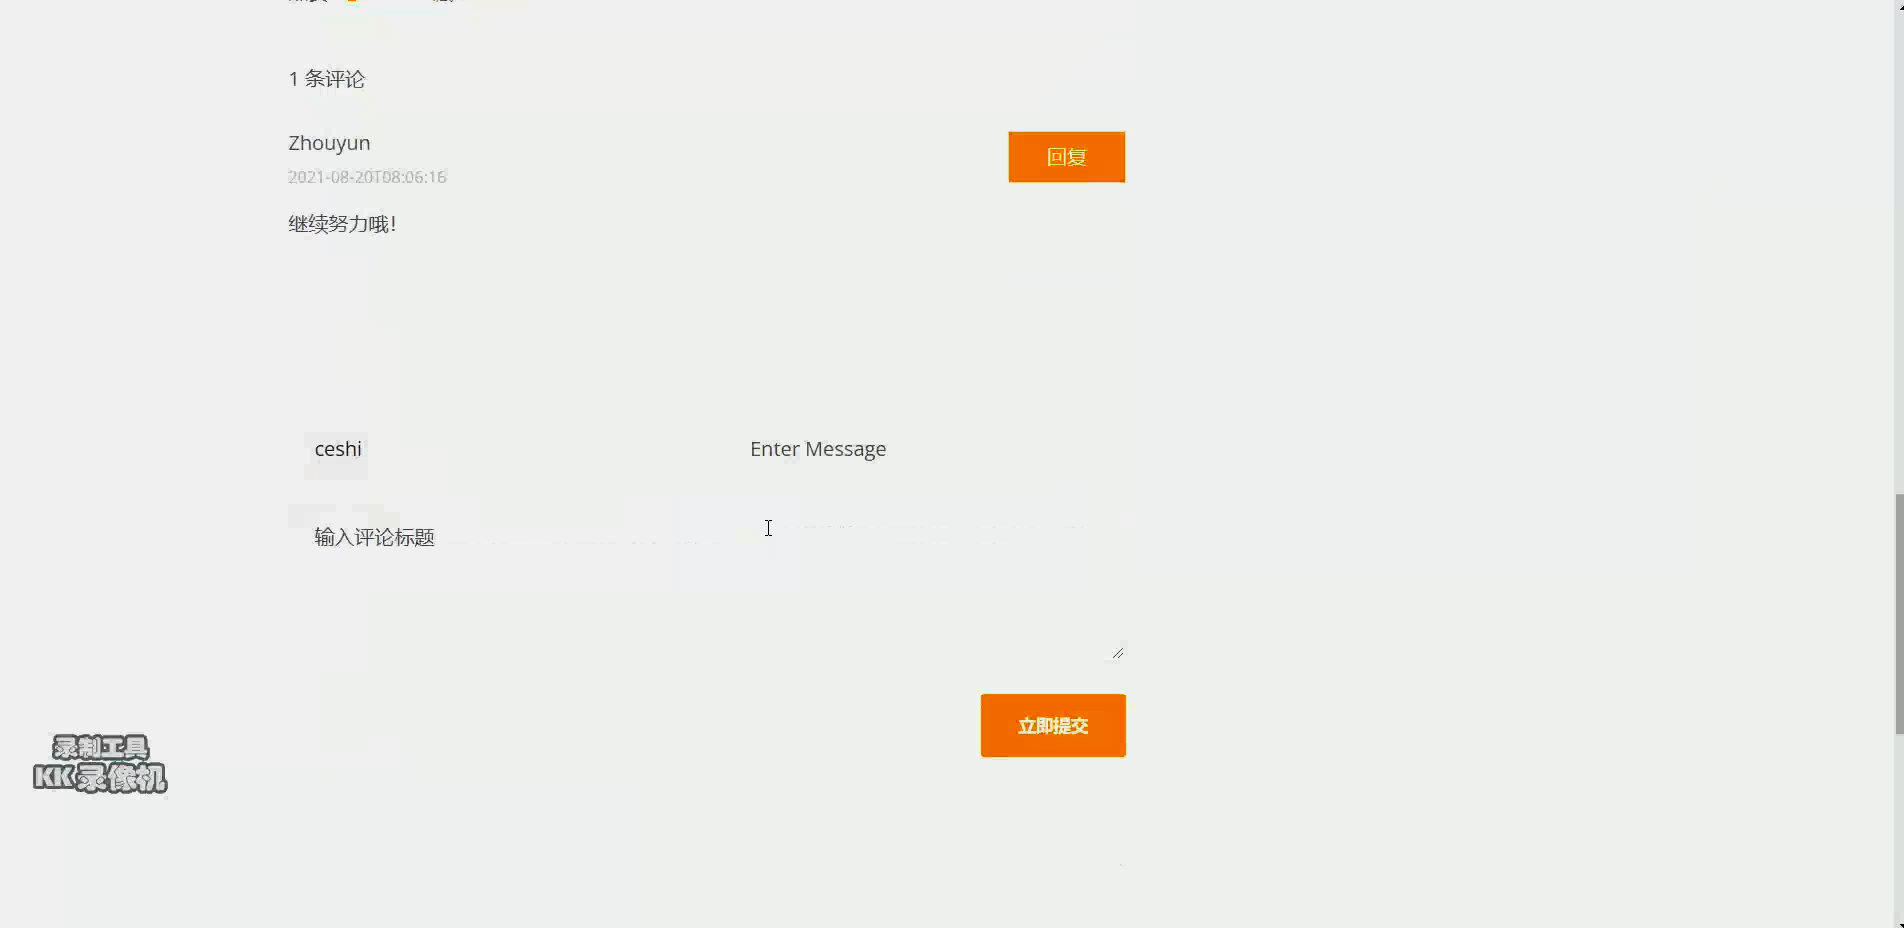 1 条评论
Zhouyun
回复
2021-08-20T08:06:16
继续努力哦!
ceshi
Enter Message
输入评论标题
立即提交
录制工具
KK录像机